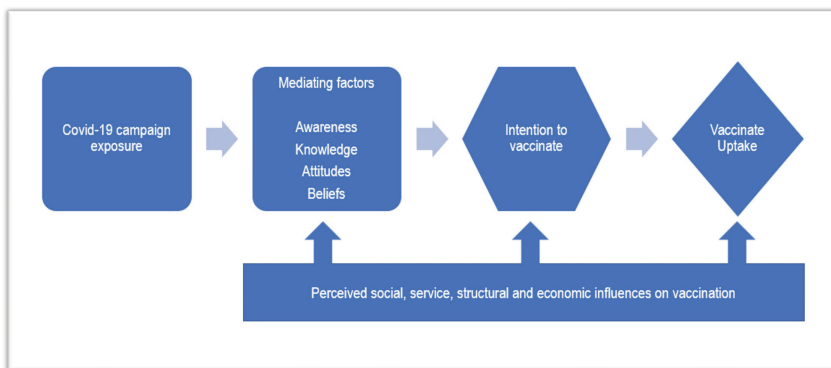 Covid-19 campaign
exposure
Mediating factors
Awareness
Knowledge
Attitudes
Beliefs
Intention to
vaccinate
Vaccinate
Uptake
Perceived social, service, structural and economic influences on vaccination